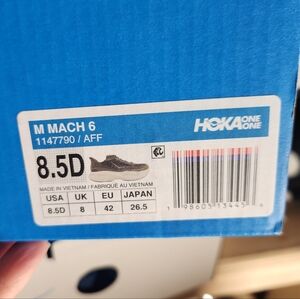 M MACH 6
1147790 / AFF
HOKA ONE ONE
8.5D
MADE IN VIETNAM / FABRIQUÉ AU VIETNAM
USA UK EU JAPAN
8.5D 8 42 26.5